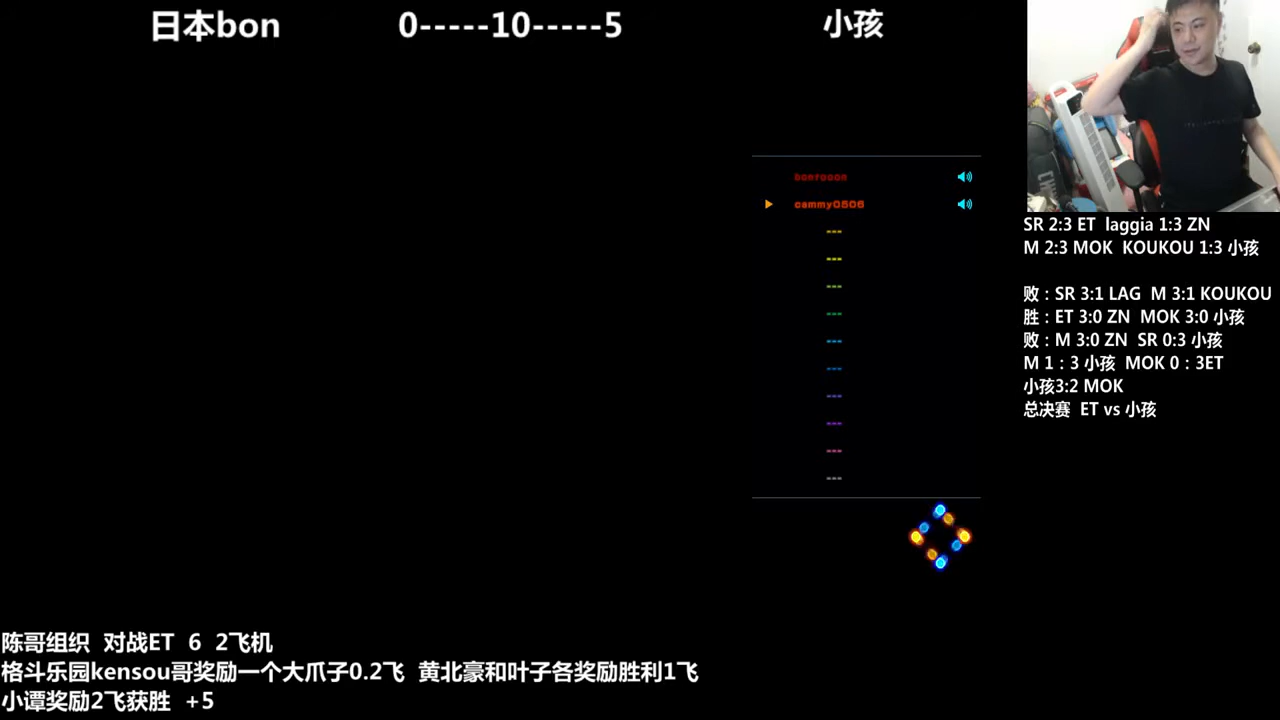 日本bon 0-----10-----5 小孩
bonrooon
cammy0506
---
---
---
---
---
---
---
---
---
---
SR 2:3 ET laggia 1:3 ZN
M 2:3 MOK KOUKOU 1:3 小孩
败：SR 3:1 LAG M 3:1 KOUKOU
胜：ET 3:0 ZN MOK 3:0 小孩
败：M 3:0 ZN SR 0:3 小孩
M 1：3 小孩 MOK 0：3ET
小孩3:2 MOK
总决赛 ET vs 小孩
陈哥组织 对战ET 6 2飞机
格斗乐园kensou哥奖励一个大爪子0.2飞 黄北豪和叶子各奖励胜利1飞
小谭奖励2飞获胜 +5